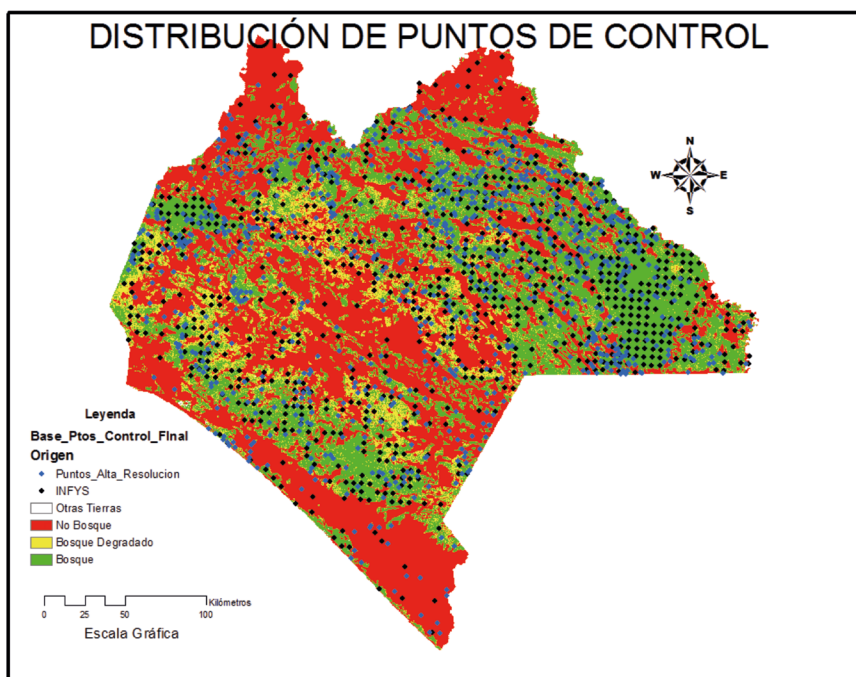 DISTRIBUCIÓN DE PUNTOS DE CONTROL
N
W E
S
Leyenda
Base_Ptos_Control_FInal
Origen
Puntos_Alta_Resolucion
INFYS
Otras Tierras
No Bosque
Bosque Degradado
Bosque
Kilómetros
0 25 50 100
Escala Gráfica